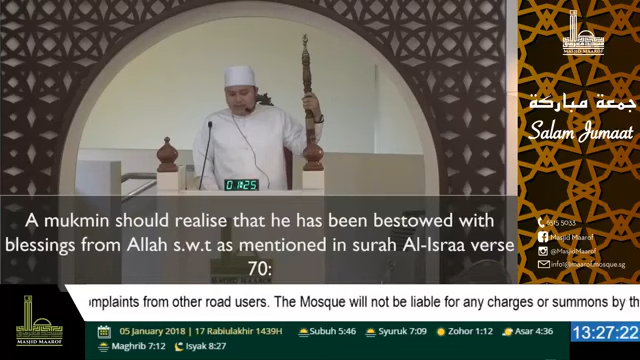 MASJID MAAROF
جمعة مباركة
Salam Jumaat
6515 5033
Masjid Maarof
@MasjidMaarof
info@maarof.mosque.sg
01:25
A mukmin should realise that he has been bestowed with
blessings from Allah s.w.t as mentioned in surah Al-Israa verse
70:
MASJID MAAROF
omplaints from other road users. The Mosque will not be liable for any charges or summons by th
05 January 2018 | 17 Rabiulakhir 1439H Subuh 5:46 Syuruk 7:09 Zohor 1:12 Asar 4:36
Maghrib 7:12 Isyak 8:27
13:27:22